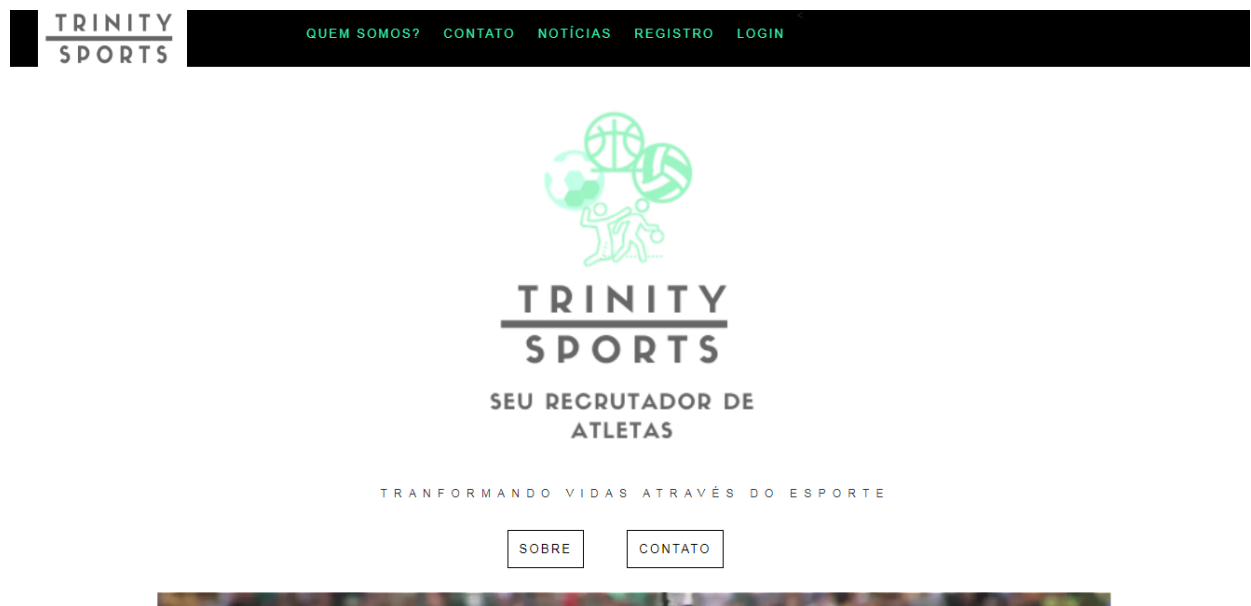 TRINITY
SPORTS
QUEM SOMOS? CONTATO NOTÍCIAS REGISTRO LOGIN
<
TRINITY
SPORTS
SEU RECRUTADOR DE
ATLETAS
TRANFORMANDO VIDAS ATRAVÉS DO ESPORTE
SOBRE CONTATO